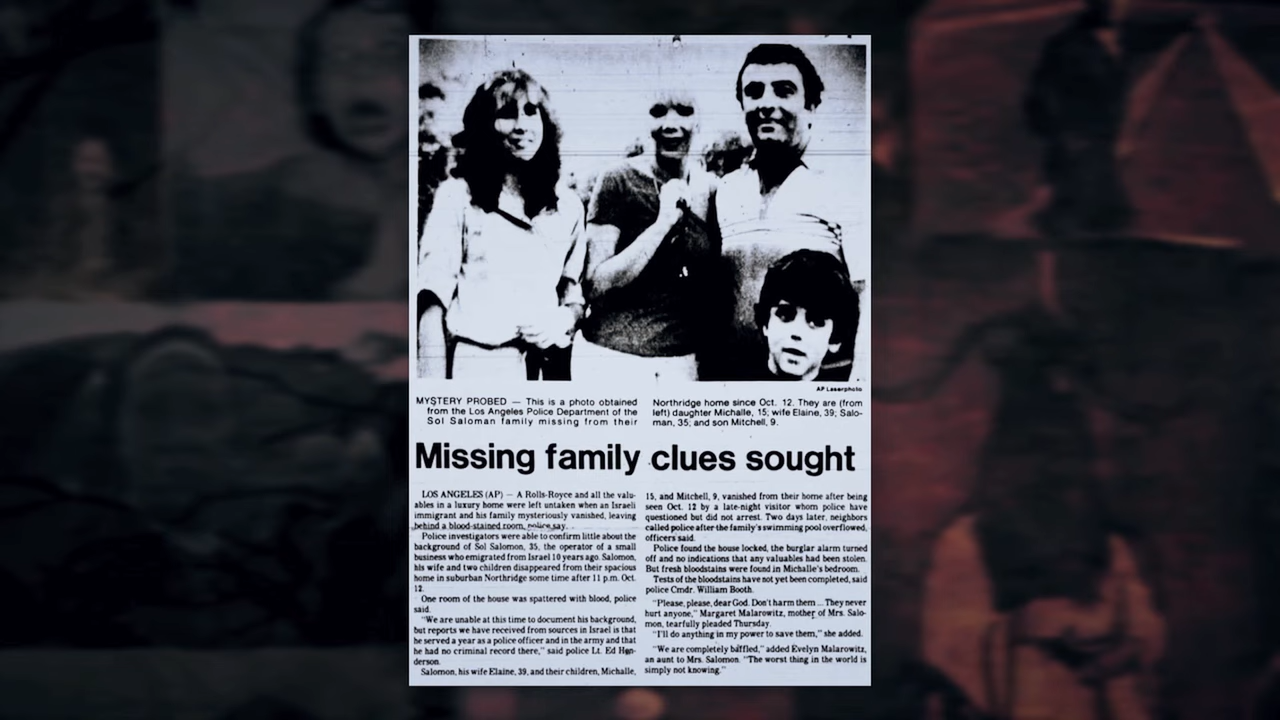 AP Laserphoto
MYSTERY PROBED — This is a photo obtained
from the Los Angeles Police Department of the
Sol Saloman family missing from their
Northridge home since Oct. 12. They are (from
left) daughter Michalle, 15; wife Elaine, 39; Salo-
man, 35; and son Mitchell, 9.
Missing family clues sought
LOS ANGELES (AP) — A Rolls-Royce and all the valu-
ables in a luxury home were left untaken when an Israeli
immigrant and his family mysteriously vanished, leaving
behind a blood-stained room, police say.
Police investigators were able to confirm little about the
background of Sol Salomon, 35, the operator of a small
business who emigrated from Israel 10 years ago. Salomon,
his wife and two children disappeared from their spacious
home in suburban Northridge some time after 11 p.m. Oct.
12.
One room of the house was spattered with blood, police
said.
"We are unable at this time to document his background,
but reports we have received from sources in Israel is that
he served a year as a police officer and in the army and that
he had no criminal record there," said police Lt. Ed Hen-
derson.
Salomon, his wife Elaine, 39, and their children, Michalle,
15, and Mitchell, 9, vanished from their home after being
seen Oct. 12 by a late-night visitor whom police have
questioned but did not arrest. Two days later, neighbors
called police after the family's swimming pool overflowed,
officers said.
Police found the house locked, the burglar alarm turned
off and no indications that any valuables had been stolen.
But fresh bloodstains were found in Michalle's bedroom.
Tests of the bloodstains have not yet been completed, said
police Cmdr. William Booth.
"Please, please, dear God. Don't harm them ... They never
hurt anyone," Margaret Malarowitz, mother of Mrs. Salo-
mon, tearfully pleaded Thursday.
"I'll do anything in my power to save them," she added.
"We are completely baffled," added Evelyn Malarowitz,
an aunt to Mrs. Salomon. "The worst thing in the world is
simply not knowing."